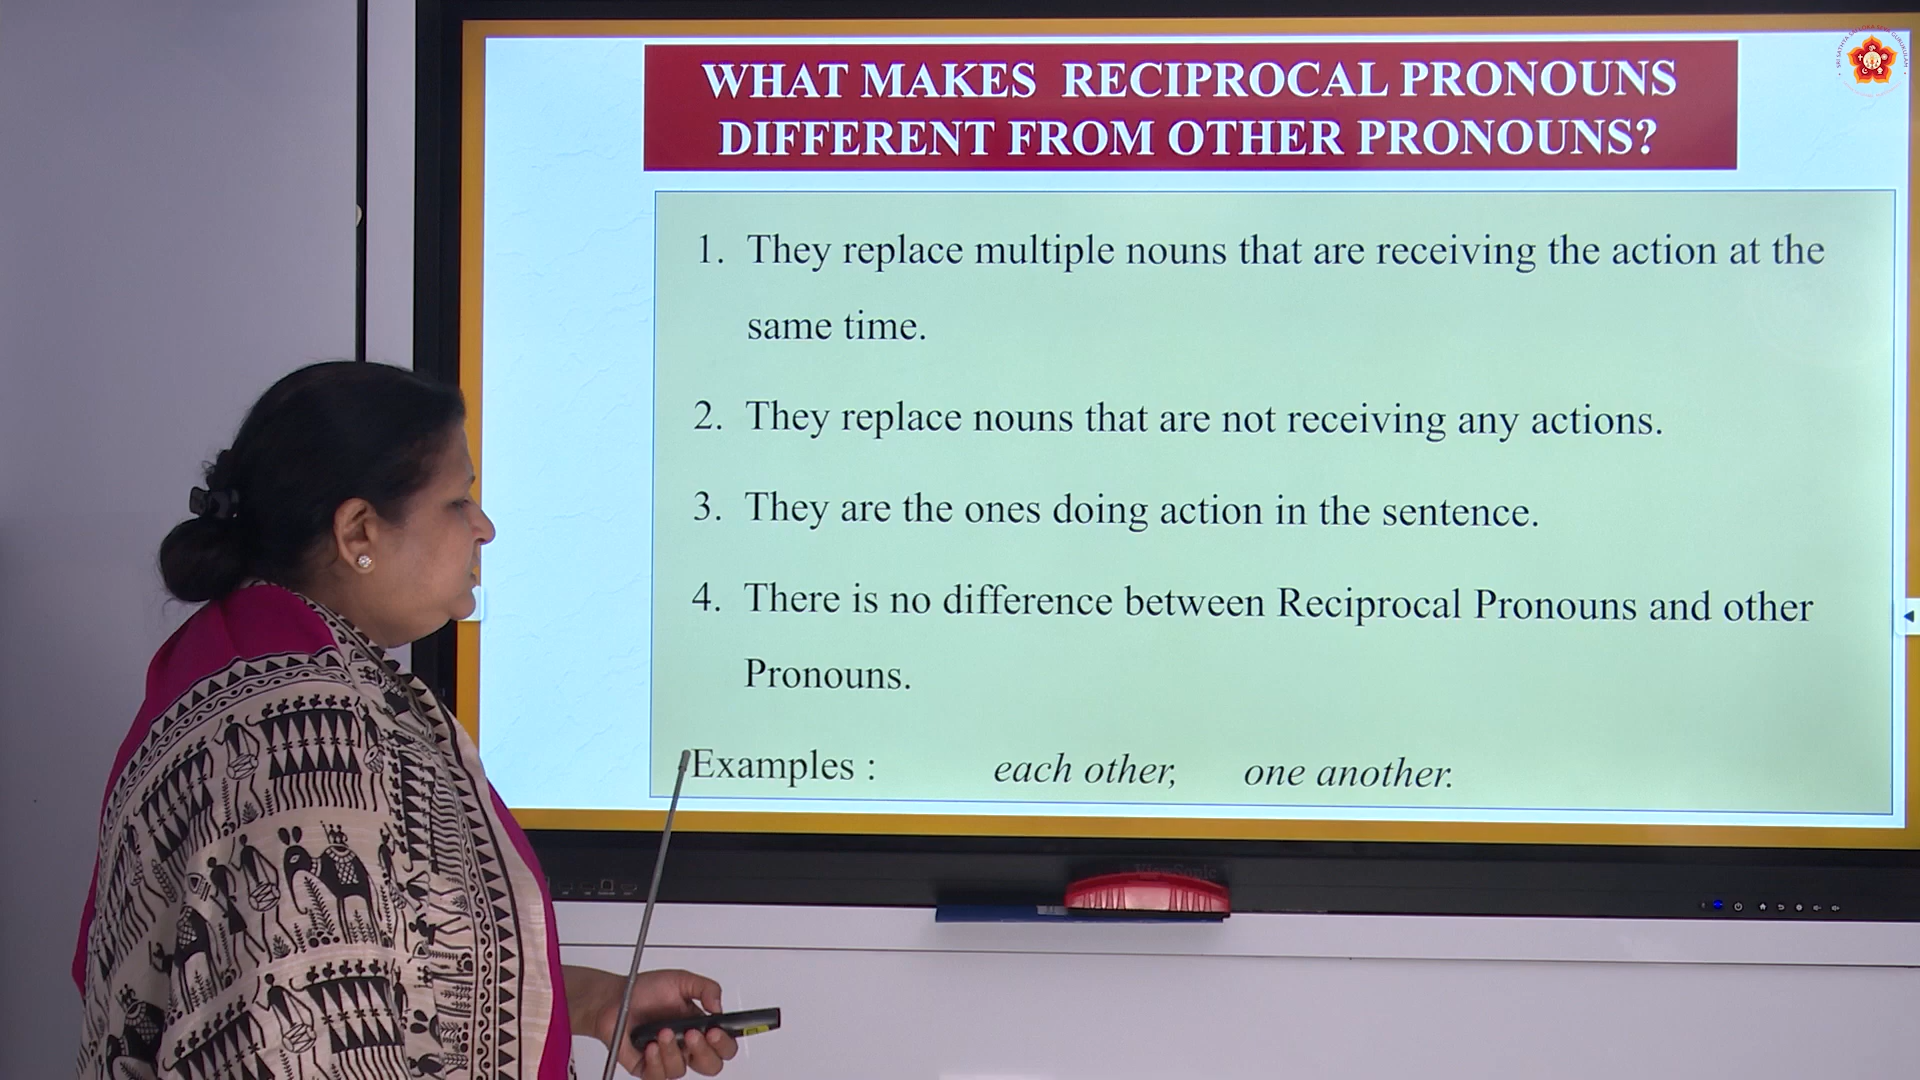 WHAT MAKES RECIPROCAL PRONOUNS
DIFFERENT FROM OTHER PRONOUNS?
1. They replace multiple nouns that are receiving the action at the
same time.
2. They replace nouns that are not receiving any actions.
3. They are the ones doing action in the sentence.
4. There is no difference between Reciprocal Pronouns and other
Pronouns.
Examples : each other, one another.
ViewSonic